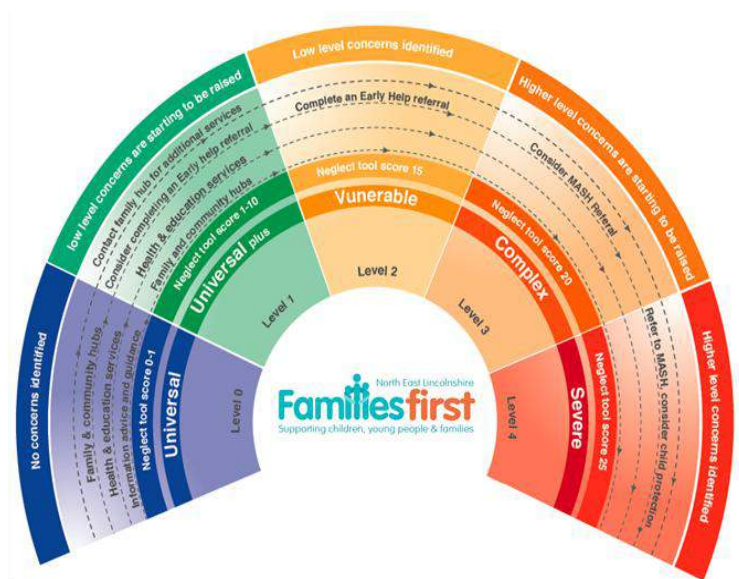 No concerns identified
Family & community hubs
Health & education services
Information advice and guidance
Neglect tool score 0-1
Universal
Level 0
low level concerns are starting to be raised
Contact family hub for additional services
Consider completing an Early help referral
Health & education services
Family and community hubs
Neglect tool score 1-10
Universal plus
Level 1
Low level concerns identified
Complete an Early Help referral
Neglect tool score 15
Vunerable
Level 2
Higher level concerns are starting to be raised
Consider MASH Referal
Neglect tool score 20
Complex
Level 3
Higher level concerns identified
Refer to MASH, consider child protection
Neglect tool score 25
Severe
Level 4
North East Lincolnshire
Families first
Supporting children, young people & families